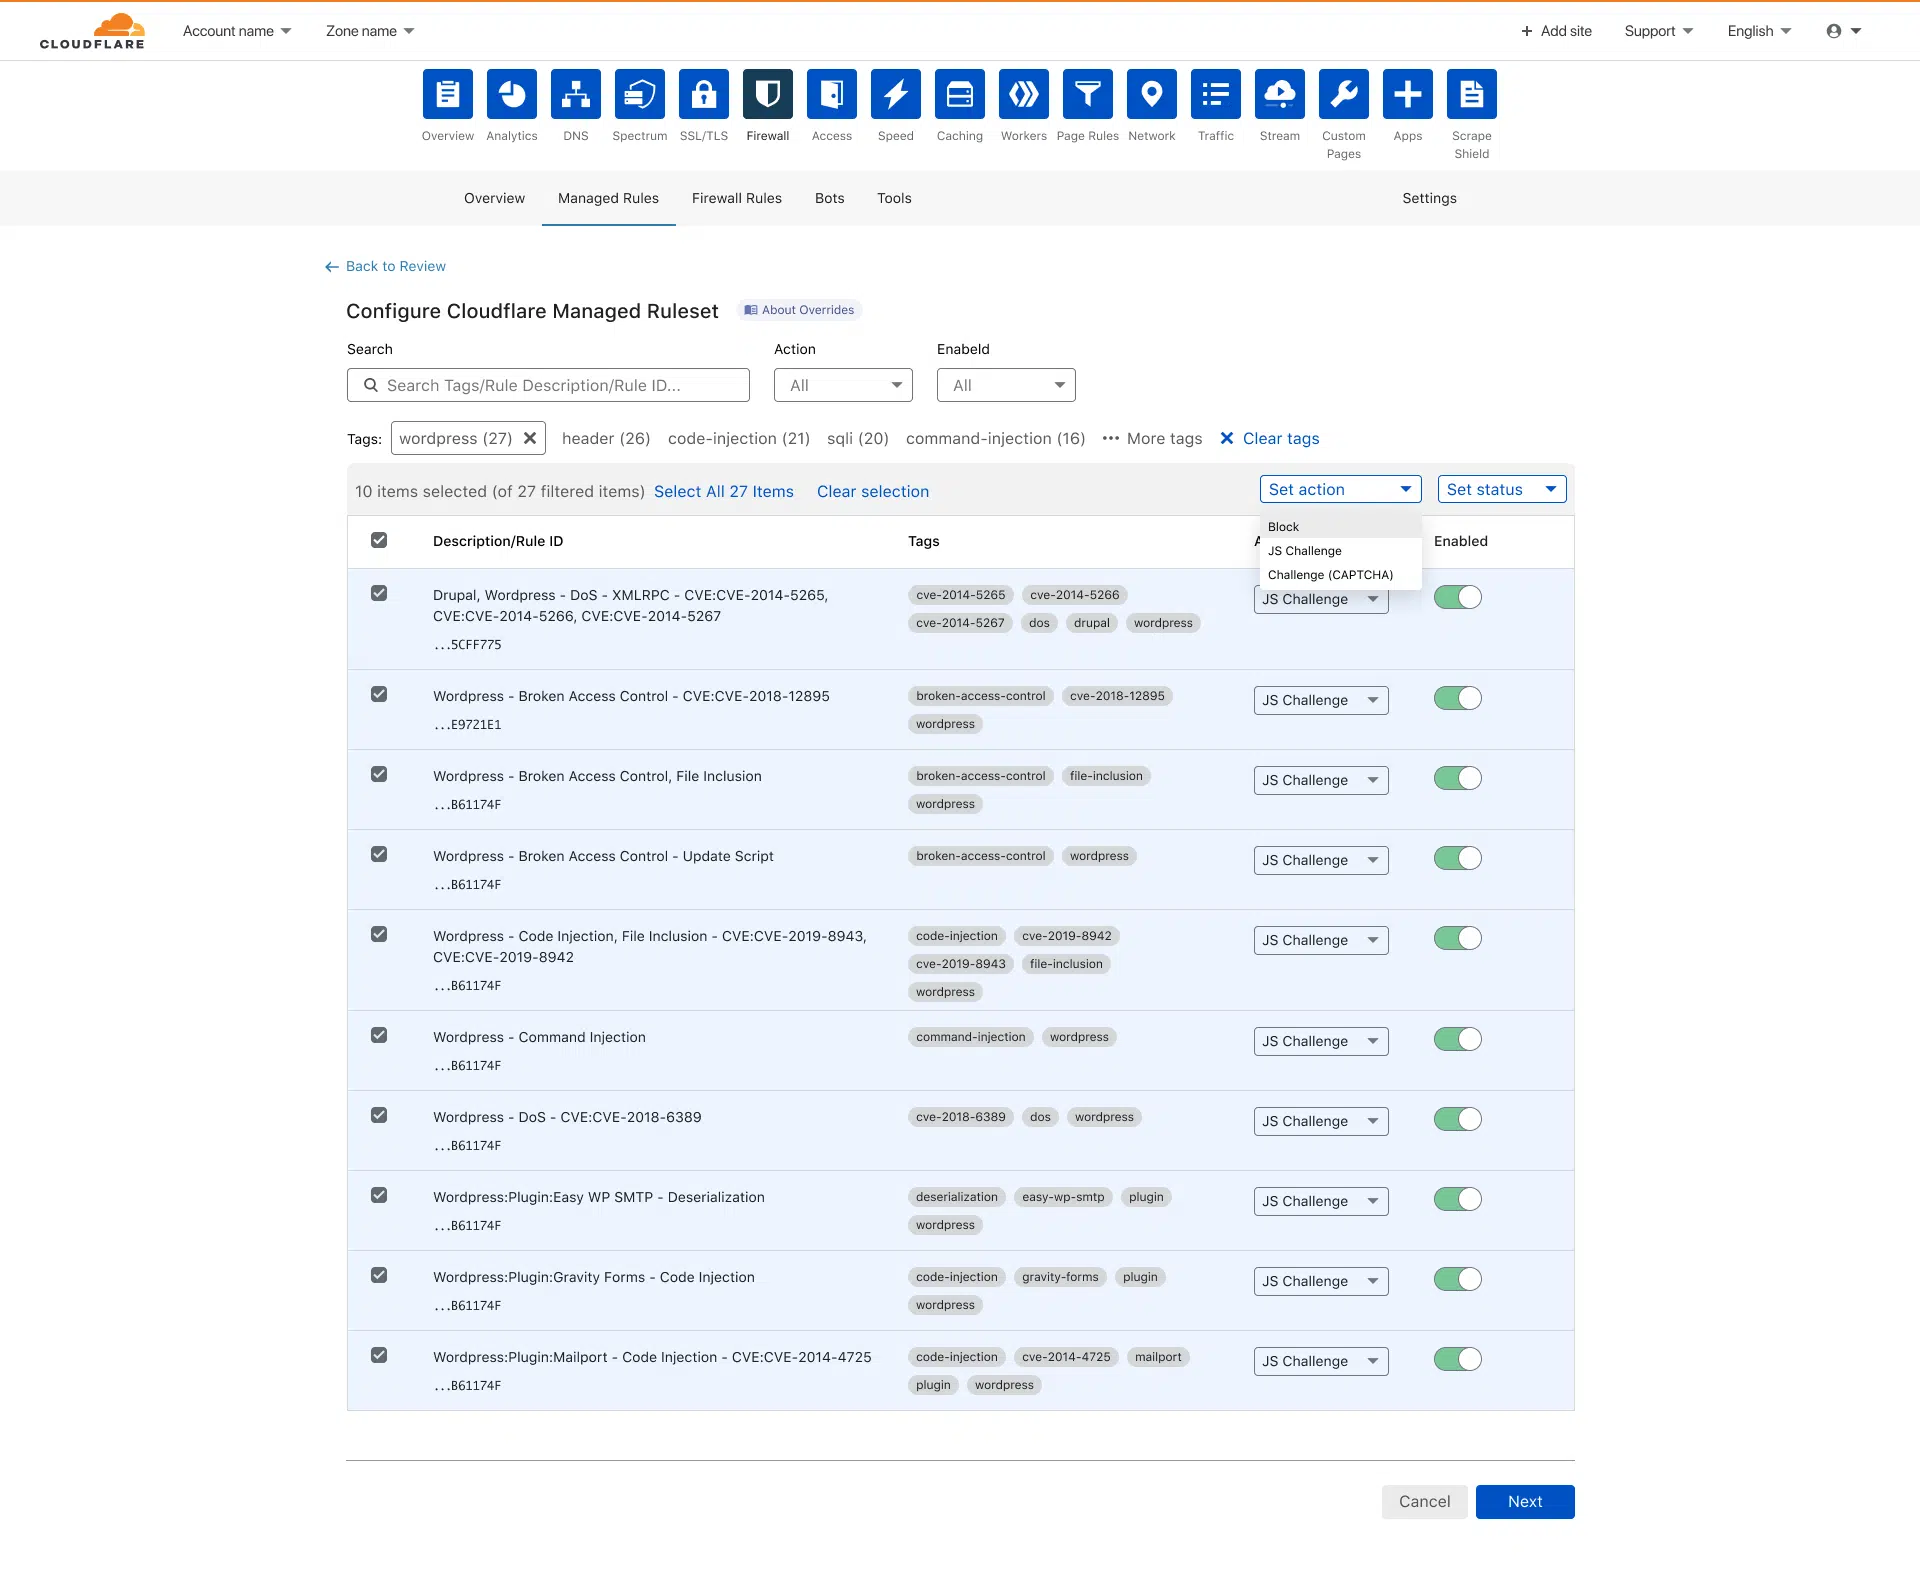 CLOUDFLARE
Account name
Zone name
Add site
Support
English
Overview
Analytics
DNS
Spectrum
SSL/TLS
Firewall
Access
Speed
Caching
Workers
Page Rules
Network
Traffic
Stream
Custom
Pages
Apps
Scrape
Shield
Overview
Managed Rules
Firewall Rules
Bots
Tools
Settings
Back to Review
Configure Cloudflare Managed Ruleset
About Overrides
Search
Action
Enabeld
Search Tags/Rule Description/Rule ID...
All
All
Tags:
wordpress (27)
header (26)
code-injection (21)
sqli (20)
command-injection (16)
More tags
Clear tags
10 items selected (of 27 filtered items)
Select All 27 Items
Clear selection
Set action
Set status
Block
JS Challenge
Challenge (CAPTCHA)
Description/Rule ID
Tags
Enabled
Drupal, Wordpress - DoS - XMLRPC - CVE:CVE-2014-5265,
CVE:CVE-2014-5266, CVE:CVE-2014-5267
...5CFF775
cve-2014-5265
cve-2014-5266
cve-2014-5267
dos
drupal
wordpress
JS Challenge
Wordpress - Broken Access Control - CVE:CVE-2018-12895
...E9721E1
broken-access-control
cve-2018-12895
wordpress
JS Challenge
Wordpress - Broken Access Control, File Inclusion
...B61174F
broken-access-control
file-inclusion
wordpress
JS Challenge
Wordpress - Broken Access Control - Update Script
...B61174F
broken-access-control
wordpress
JS Challenge
Wordpress - Code Injection, File Inclusion - CVE:CVE-2019-8943,
CVE:CVE-2019-8942
...B61174F
code-injection
cve-2019-8942
cve-2019-8943
file-inclusion
wordpress
JS Challenge
Wordpress - Command Injection
...B61174F
command-injection
wordpress
JS Challenge
Wordpress - DoS - CVE:CVE-2018-6389
...B61174F
cve-2018-6389
dos
wordpress
JS Challenge
Wordpress:Plugin:Easy WP SMTP - Deserialization
...B61174F
deserialization
easy-wp-smtp
plugin
wordpress
JS Challenge
Wordpress:Plugin:Gravity Forms - Code Injection
...B61174F
code-injection
gravity-forms
plugin
wordpress
JS Challenge
Wordpress:Plugin:Mailport - Code Injection - CVE:CVE-2014-4725
...B61174F
code-injection
cve-2014-4725
mailport
plugin
wordpress
JS Challenge
Cancel
Next